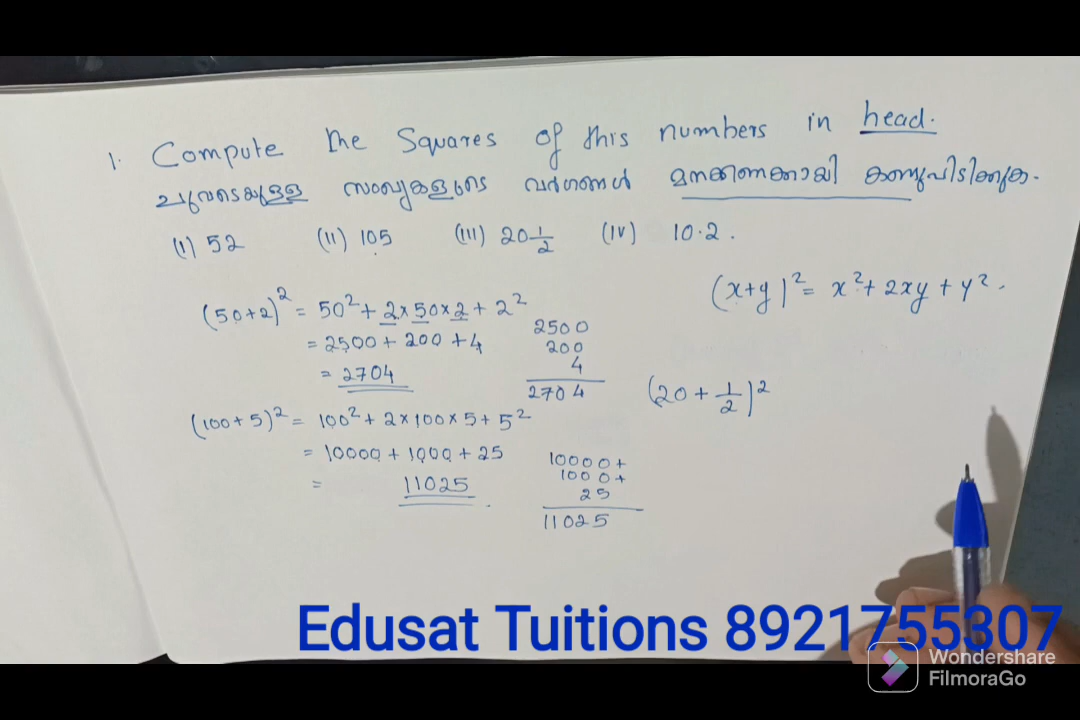 1. Compute the Squares of this numbers in head.
ചുവടെയുള്ള സംഖ്യകളുടെ വർഗങ്ങൾ മനക്കണക്കായി കണ്ടുപിടിക്കുക.
(I) 52 (II) 105 (III) 20 1/2 (IV) 10.2.
(x+y)² = x² + 2xy + y².
(50+2)² = 50² + 2×50×2 + 2²
= 2500 + 200 + 4
= 2704
2500
200
4
2704
(20 + 1/2)²
(100+5)² = 100² + 2×100×5 + 5²
= 10000 + 1000 + 25
= 11025
10000+
1000+
25
11025
Edusat Tuitions 8921755307
Wondershare
FilmoraGo